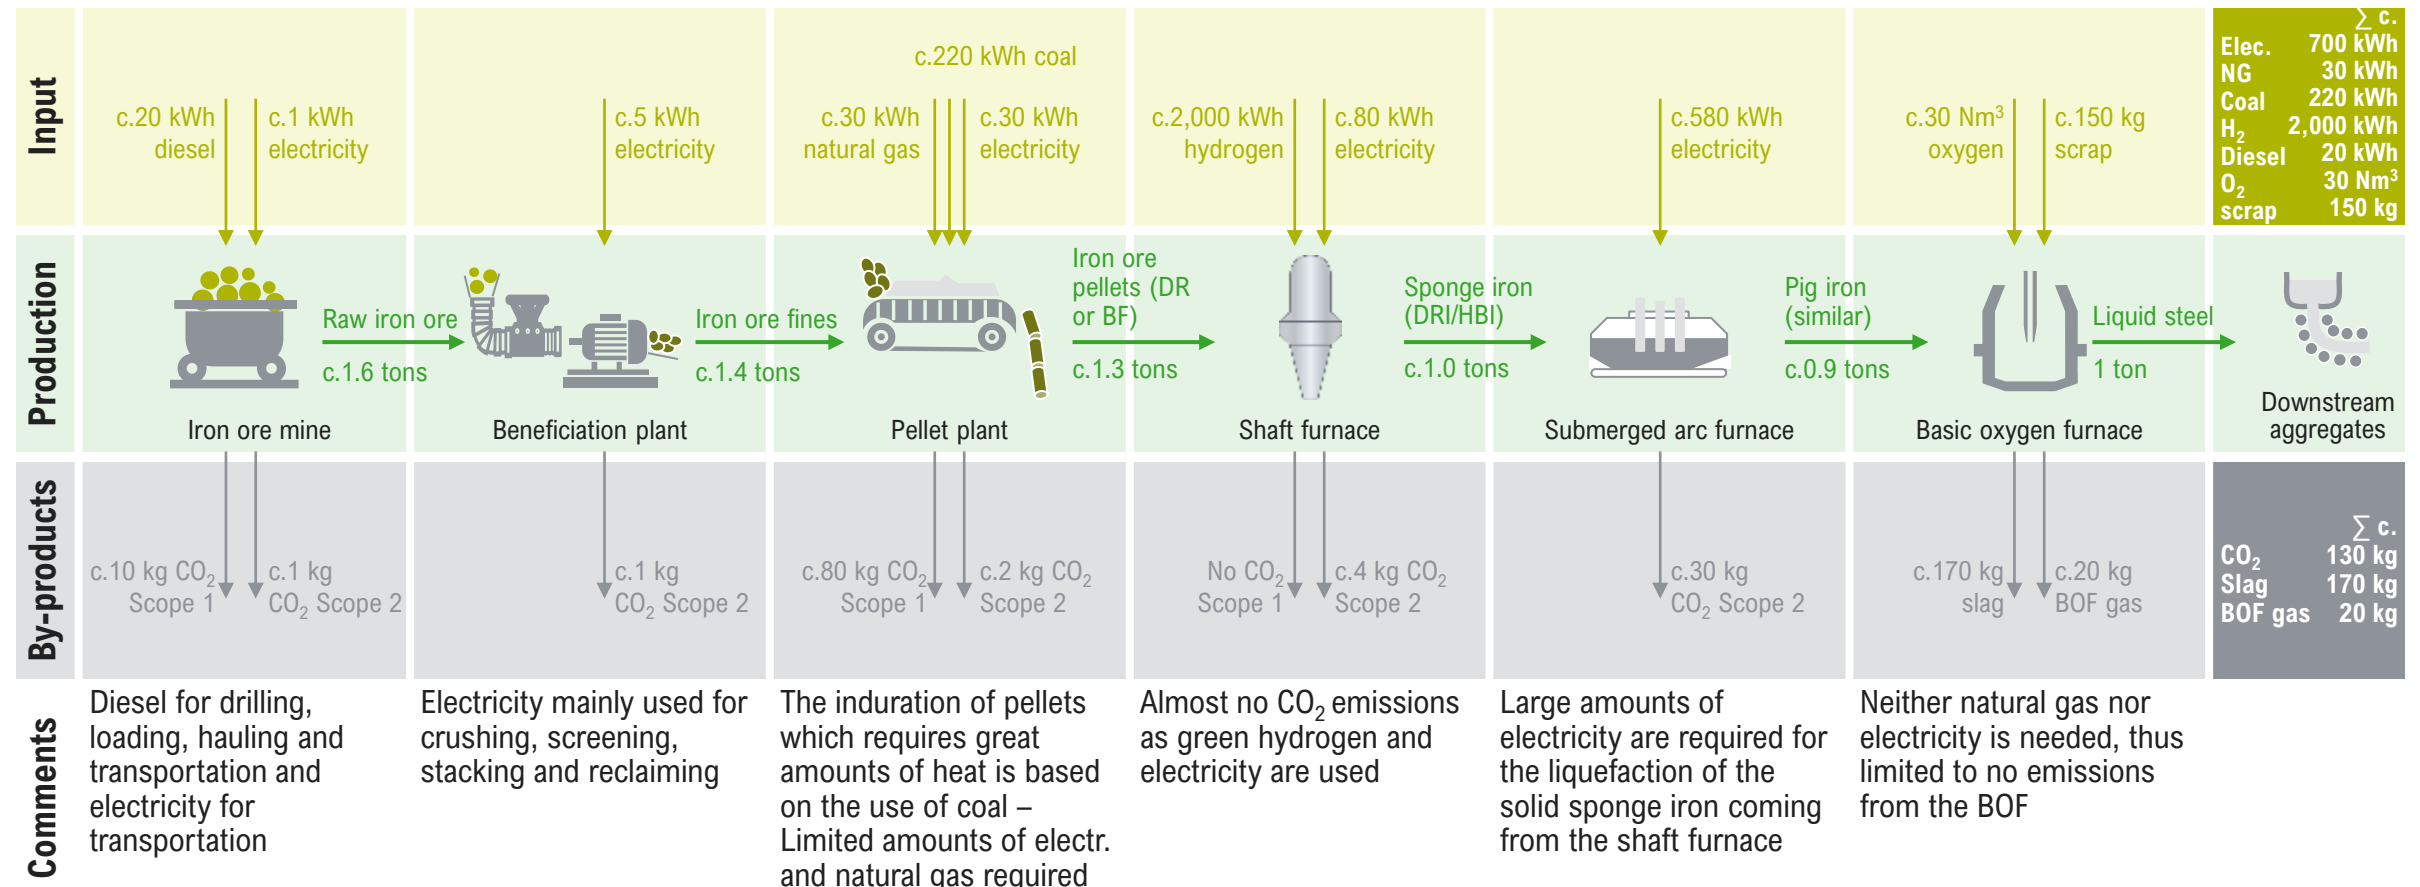 Input
c.20 kWh
diesel
c.1 kWh
electricity
c.5 kWh
electricity
c.220 kWh coal
c.30 kWh
natural gas
c.30 kWh
electricity
c.2,000 kWh
hydrogen
c.80 kWh
electricity
c.580 kWh
electricity
c.30 Nm³
oxygen
c.150 kg
scrap
∑ c.
Elec. 700 kWh
NG 30 kWh
Coal 220 kWh
H₂ 2,000 kWh
Diesel 20 kWh
O₂ 30 Nm³
scrap 150 kg
Production
Iron ore mine
Raw iron ore
c.1.6 tons
Beneficiation plant
Iron ore fines
c.1.4 tons
Pellet plant
Iron ore
pellets (DR
or BF)
c.1.3 tons
Shaft furnace
Sponge iron
(DRI/HBI)
c.1.0 tons
Submerged arc furnace
Pig iron
(similar)
c.0.9 tons
Basic oxygen furnace
Liquid steel
1 ton
Downstream
aggregates
By-products
c.10 kg CO₂
Scope 1
c.1 kg
CO₂ Scope 2
c.1 kg
CO₂ Scope 2
c.80 kg CO₂
Scope 1
c.2 kg CO₂
Scope 2
No CO₂
Scope 1
c.4 kg CO₂
Scope 2
c.30 kg
CO₂ Scope 2
c.170 kg
slag
c.20 kg
BOF gas
∑ c.
CO₂ 130 kg
Slag 170 kg
BOF gas 20 kg
Comments
Diesel for drilling,
loading, hauling and
transportation and
electricity for
transportation
Electricity mainly used for
crushing, screening,
stacking and reclaiming
The induration of pellets
which requires great
amounts of heat is based
on the use of coal –
Limited amounts of electr.
and natural gas required
Almost no CO₂ emissions
as green hydrogen and
electricity are used
Large amounts of
electricity are required for
the liquefaction of the
solid sponge iron coming
from the shaft furnace
Neither natural gas nor
electricity is needed, thus
limited to no emissions
from the BOF